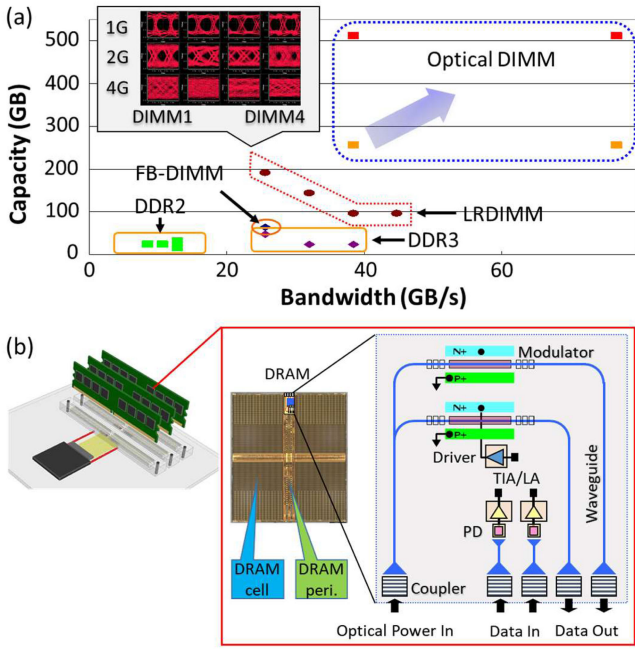 (a)
Capacity (GB)
500
400
300
200
100
0
0
20
40
60
Bandwidth (GB/s)
1G
2G
4G
DIMM1
DIMM4
Optical DIMM
FB-DIMM
DDR2
LRDIMM
DDR3
(b)
DRAM
DRAM
cell
DRAM
peri.
N+
Modulator
P+
N+
P+
Driver
TIA/LA
PD
Waveguide
Coupler
Optical Power In
Data In
Data Out